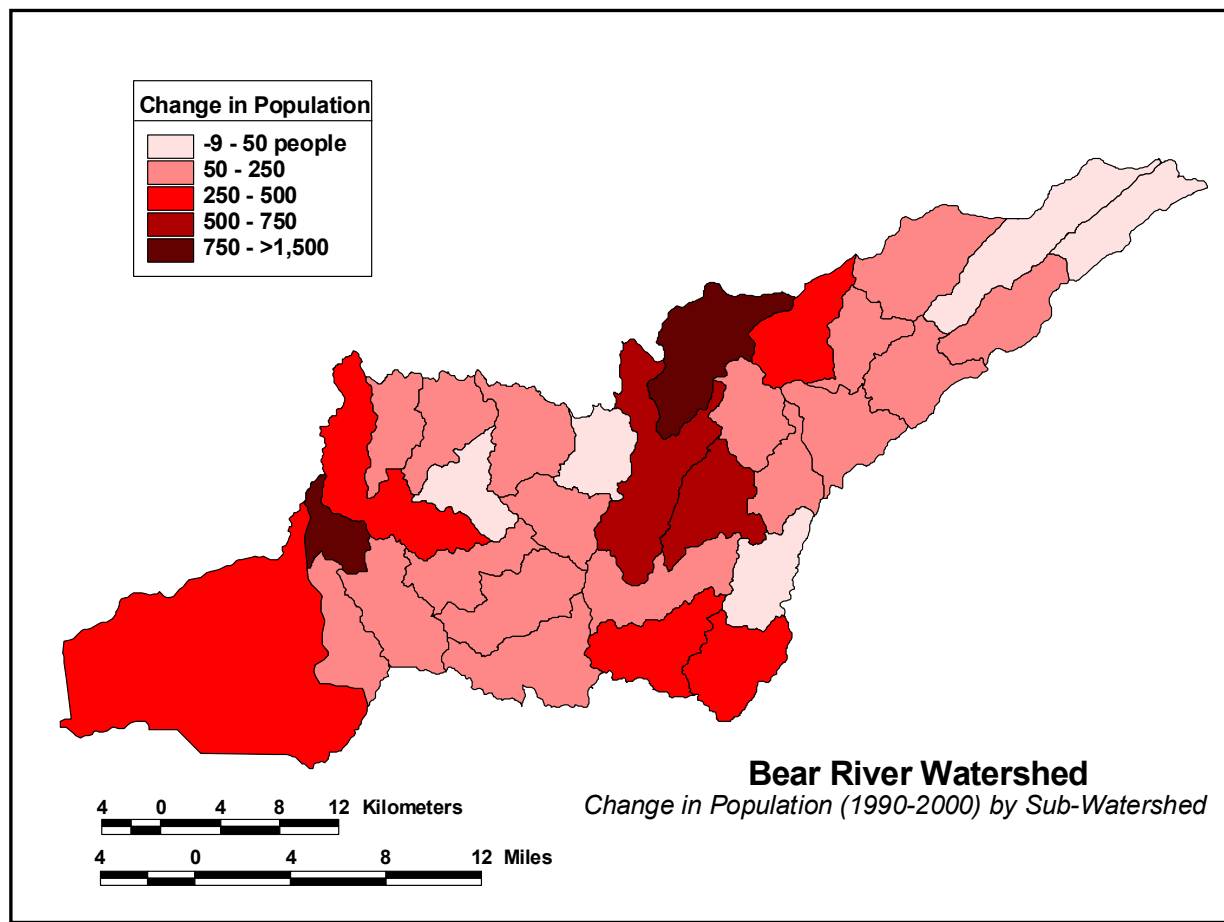 Change in Population
-9 - 50 people
50 - 250
250 - 500
500 - 750
750 - >1,500
Bear River Watershed
Change in Population (1990-2000) by Sub-Watershed
4 0 4 8 12 Kilometers
4 0 4 8 12 Miles